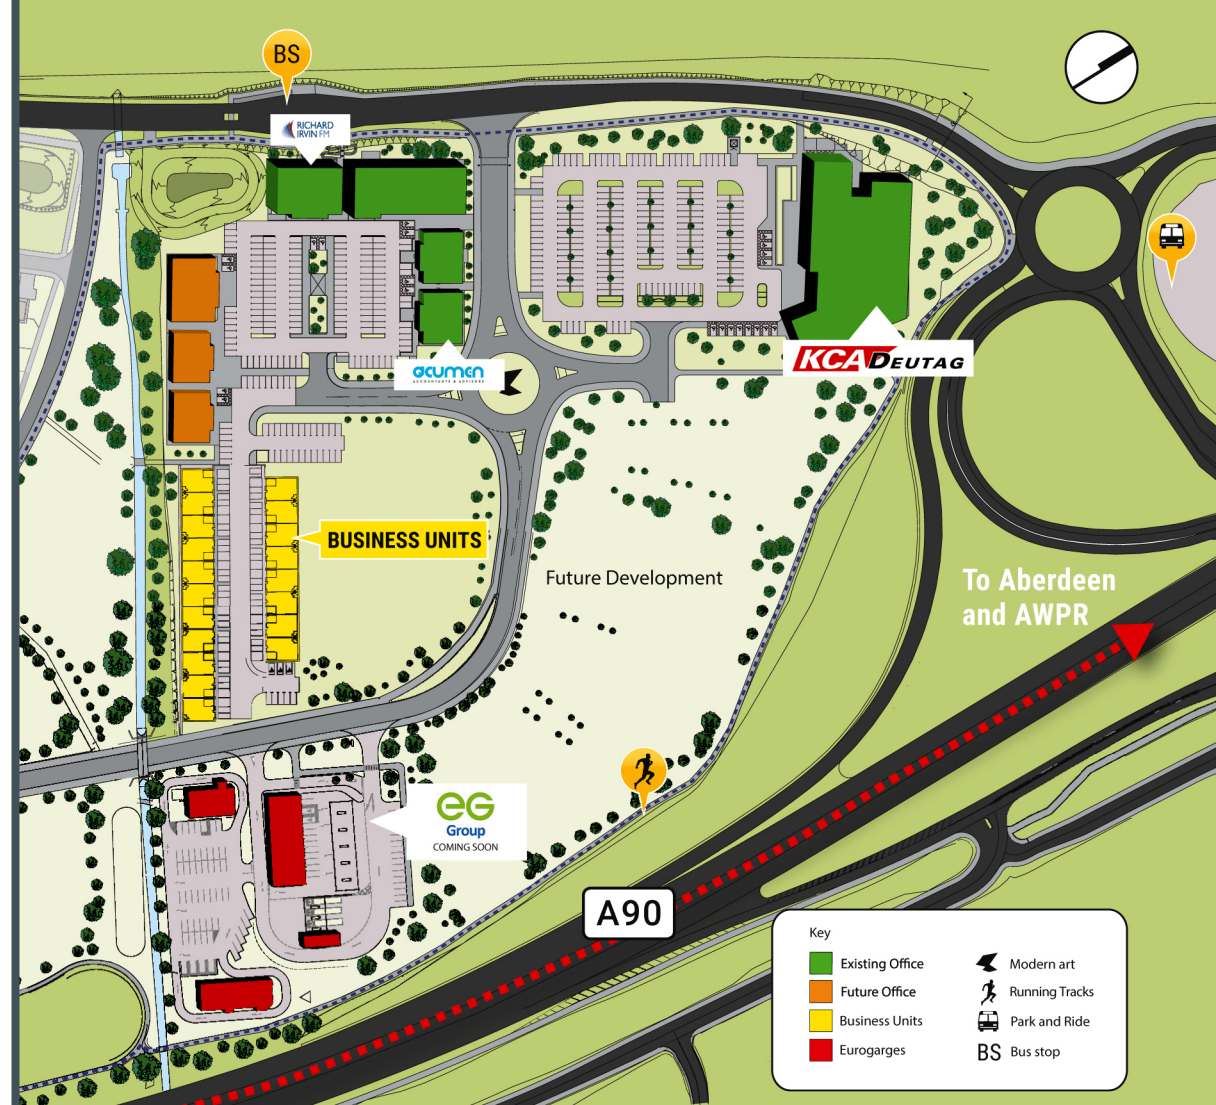 BS
RICHARD
IRVIN FM
KCA DEUTAG
acumen
ACCOUNTANTS & ADVISORS
BUSINESS UNITS
Future Development
To Aberdeen
and AWPR
eG
Group
COMING SOON
A90
Key
Existing Office
Future Office
Business Units
Eurogarges
Modern art
Running Tracks
Park and Ride
BS Bus stop